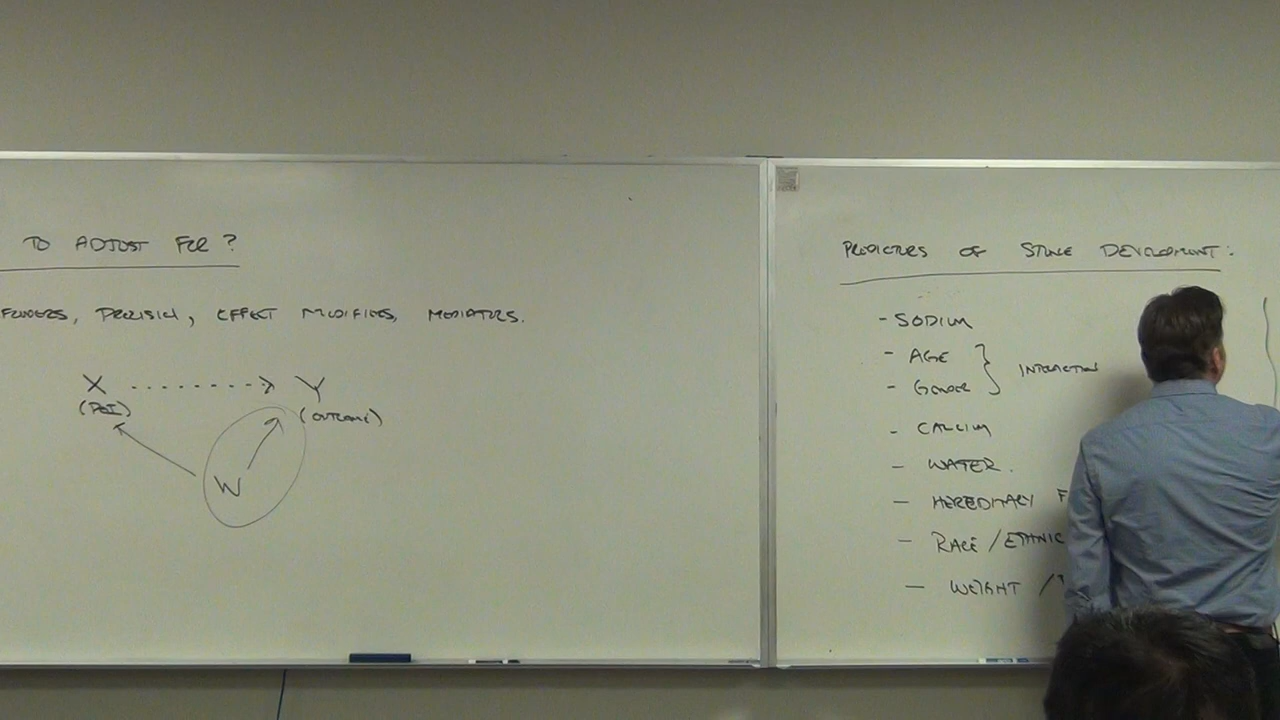 TO ADJUST FOR?
FOUNDERS, PRECISION, EFFECT MODIFIERS, MEDIATORS.
X → Y
(POI) (OUTCOME)
W
PREDICTORS OF STONE DEVELOPMENT:
- SODIUM
- AGE
- GENDER } INTERACTION
- CALCIUM
- WATER.
- HEREDITARY F
- RACE / ETHNIC
- WEIGHT /